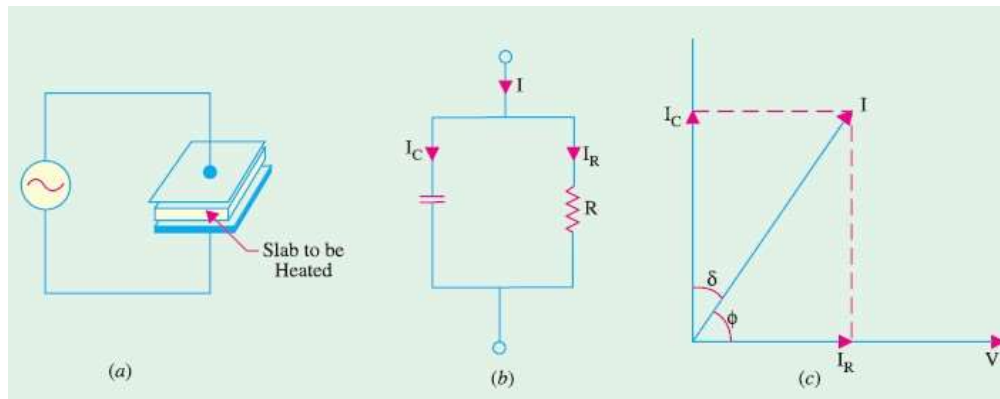 Slab to be
Heated
(a)
I
I_C
I_R
R
(b)
I_C
I
δ
ϕ
I_R
V
(c)